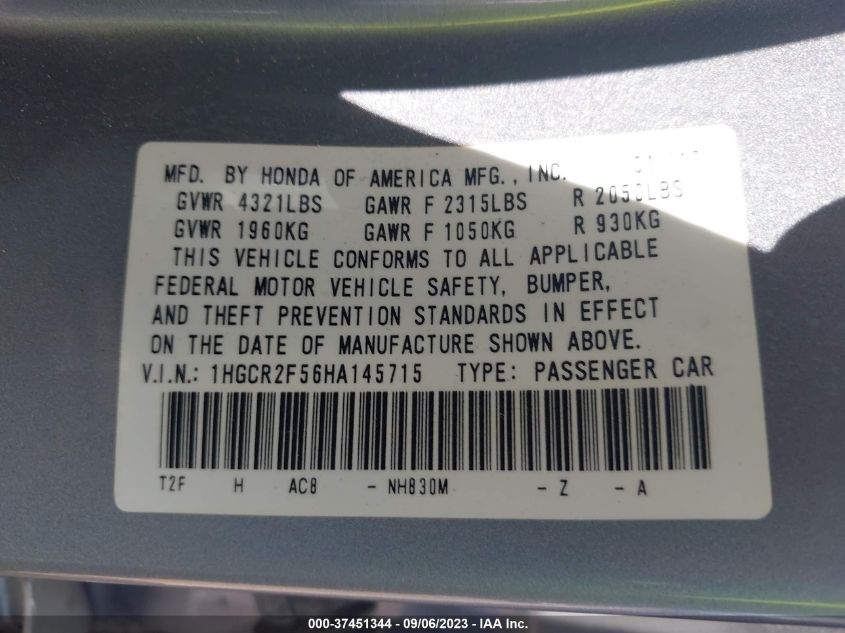 MFD. BY HONDA OF AMERICA MFG., INC.
GVWR 4321LBS GAWR F 2315LBS R 2050LBS
GVWR 1960KG GAWR F 1050KG R 930KG
THIS VEHICLE CONFORMS TO ALL APPLICABLE
FEDERAL MOTOR VEHICLE SAFETY, BUMPER,
AND THEFT PREVENTION STANDARDS IN EFFECT
ON THE DATE OF MANUFACTURE SHOWN ABOVE.
V.I.N.: 1HGCR2F56HA145715 TYPE: PASSENGER CAR
T2F H AC8 - NH830M - Z - A
000-37451344 - 09/06/2023 - IAA Inc.